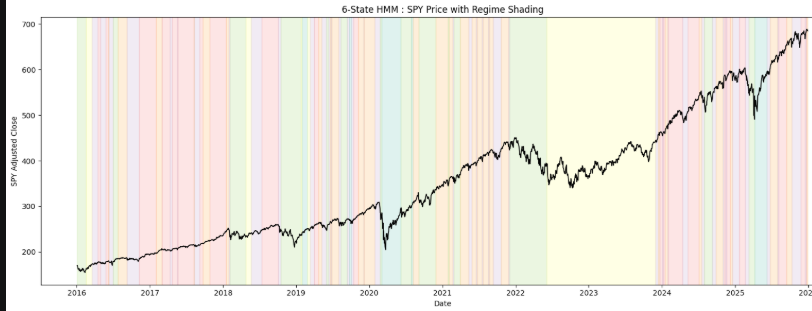 6-State HMM : SPY Price with Regime Shading
700
600
500
400
300
200
SPY Adjusted Close
2016 2017 2018 2019 2020 2021 2022 2023 2024 2025 202
Date